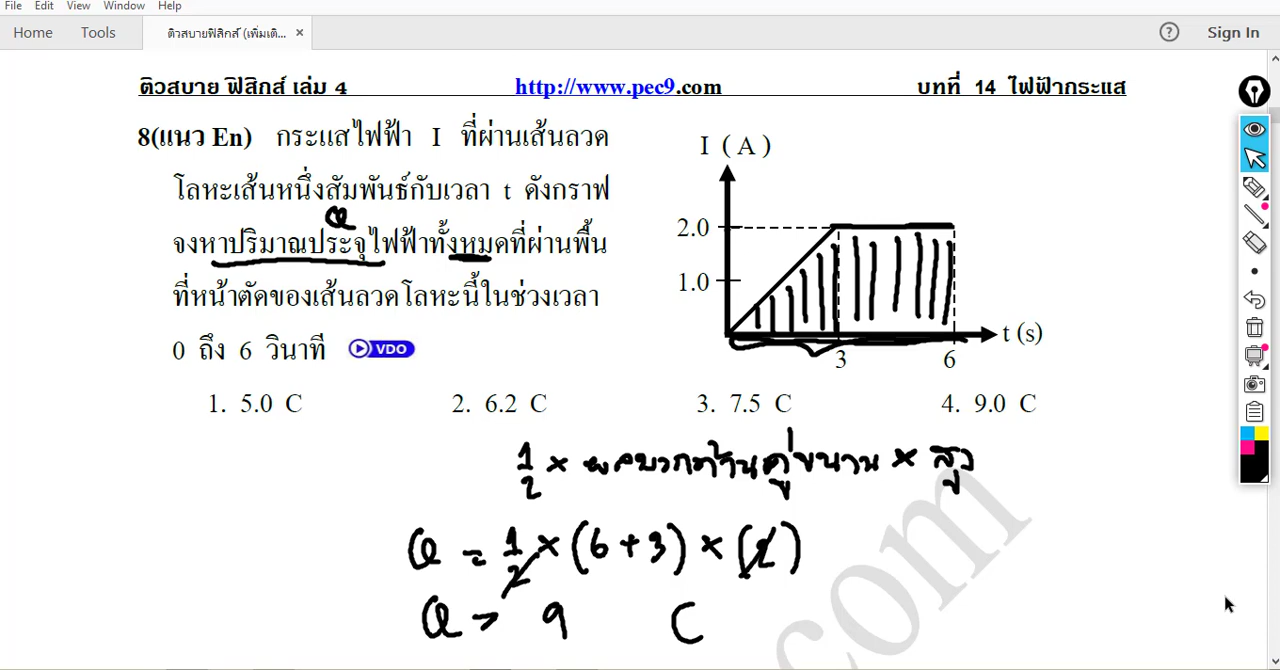 File Edit View Window Help
Home Tools ติวสบายฟิสิกส์ (เพิ่มเติ... × ? Sign In
ติวสบาย ฟิสิกส์ เล่ม 4 http://www.pec9.com บทที่ 14 ไฟฟ้ากระแส
8(แนว En) กระแสไฟฟ้า I ที่ผ่านเส้นลวด
โลหะเส้นหนึ่งสัมพันธ์กับเวลา t ดังกราฟ
Q
จงหาปริมาณประจุไฟฟ้าทั้งหมดที่ผ่านพื้น
ที่หน้าตัดของเส้นลวดโลหะนี้ในช่วงเวลา
0 ถึง 6 วินาที VDO
I ( A )
2.0
1.0
t (s)
3 6
1. 5.0 C 2. 6.2 C 3. 7.5 C 4. 9.0 C
1/2 × ผลบวกด้านคู่ขนาน × สูง
Q = 1/2 × (6 + 3) × (2)
Q = 9 C
.com